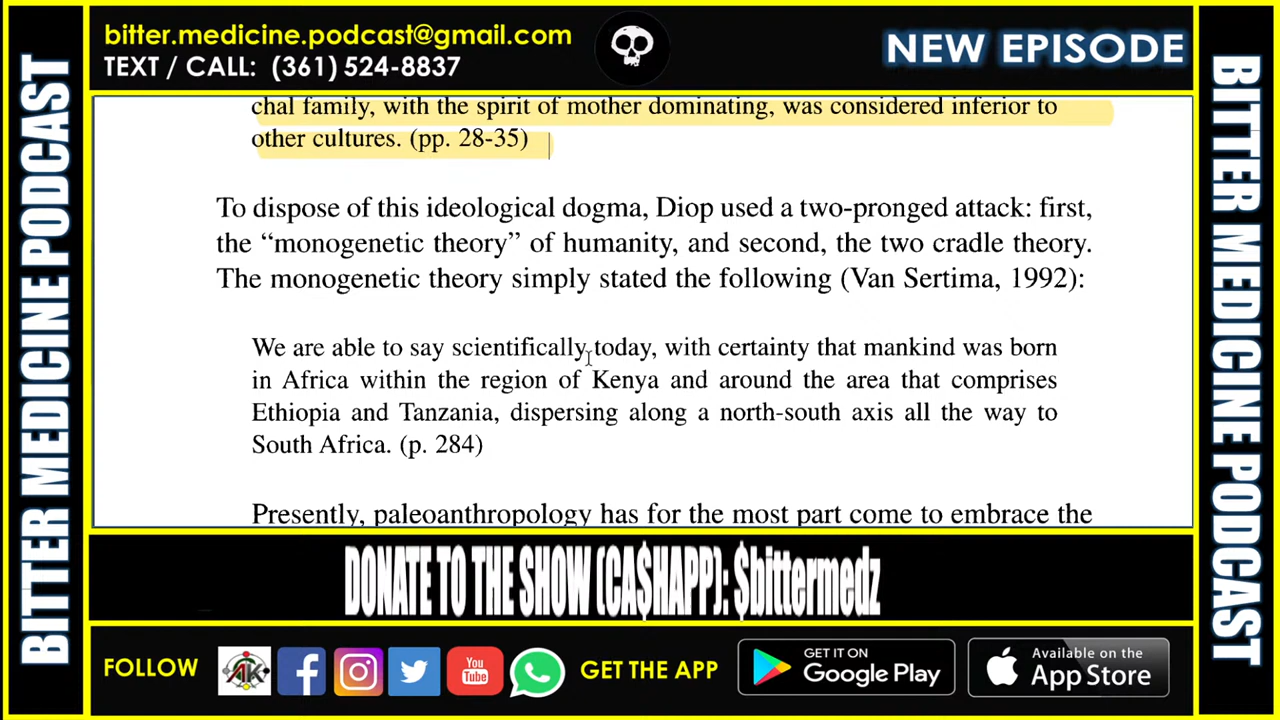 bitter.medicine.podcast@gmail.com
TEXT / CALL: (361) 524-8837
NEW EPISODE
BITTER MEDICINE PODCAST
chal family, with the spirit of mother dominating, was considered inferior to
other cultures. (pp. 28-35)
To dispose of this ideological dogma, Diop used a two-pronged attack: first,
the “monogenetic theory” of humanity, and second, the two cradle theory.
The monogenetic theory simply stated the following (Van Sertima, 1992):
We are able to say scientifically today, with certainty that mankind was born
in Africa within the region of Kenya and around the area that comprises
Ethiopia and Tanzania, dispersing along a north-south axis all the way to
South Africa. (p. 284)
Presently, paleoanthropology has for the most part come to embrace the
BITTER MEDICINE PODCAST
DONATE TO THE SHOW (CA$HAPP): $bittermedz
FOLLOW
ATK
You
Tube
GET THE APP
GET IT ON
Google Play
Available on the
App Store